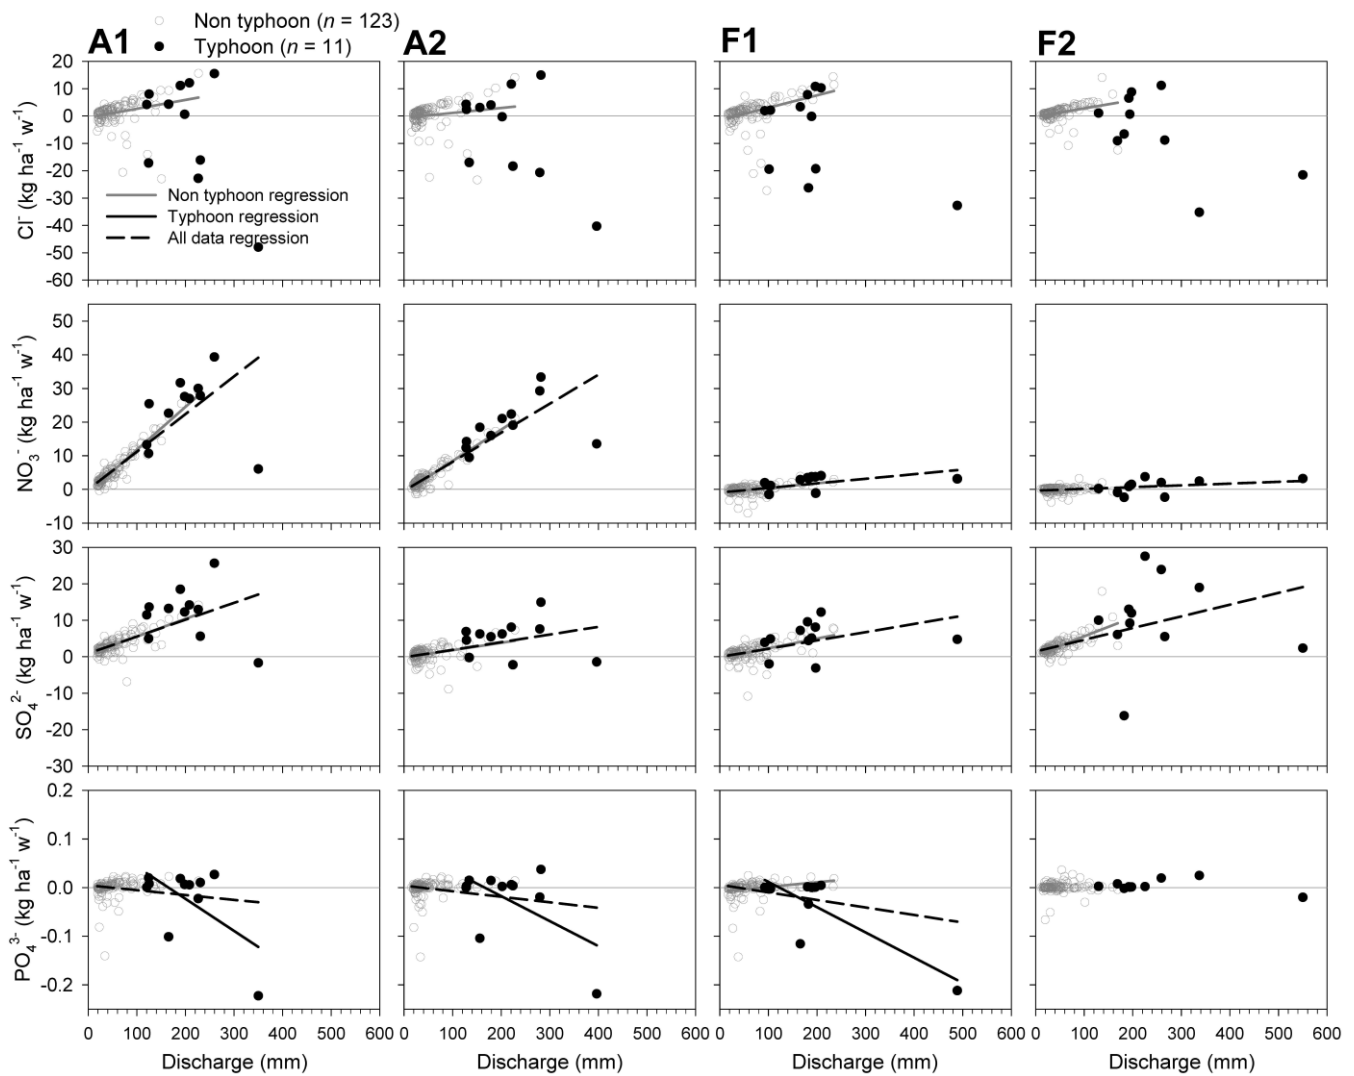 Non typhoon (n = 123)
Typhoon (n = 11)
A1 A2 F1 F2
20
10
0
-10
-20
-30
-40
-50
-60
Cl⁻ (kg ha⁻¹ w⁻¹)
Non typhoon regression
Typhoon regression
All data regression
50
40
30
20
10
0
-10
NO₃⁻ (kg ha⁻¹ w⁻¹)
30
20
10
0
-10
-20
-30
SO₄²⁻ (kg ha⁻¹ w⁻¹)
0.2
0.1
0.0
-0.1
-0.2
PO₄³⁻ (kg ha⁻¹ w⁻¹)
0 100 200 300 400 500 600 0 100 200 300 400 500 600 0 100 200 300 400 500 600 0 100 200 300 400 500 600
Discharge (mm) Discharge (mm) Discharge (mm) Discharge (mm)